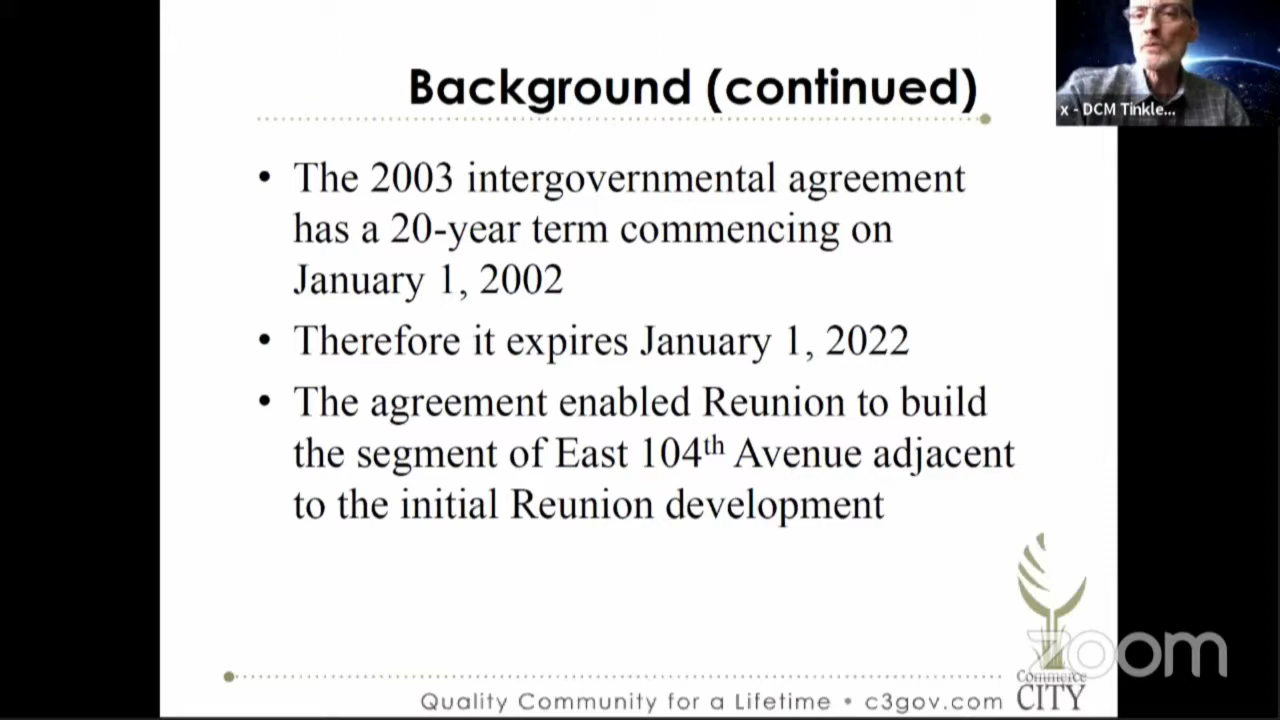 Background (continued)
x - DCM Tinkle...
• The 2003 intergovernmental agreement
has a 20-year term commencing on
January 1, 2002
• Therefore it expires January 1, 2022
• The agreement enabled Reunion to build
the segment of East 104th Avenue adjacent
to the initial Reunion development
zoom
Commerce
CITY
Quality Community for a Lifetime • c3gov.com